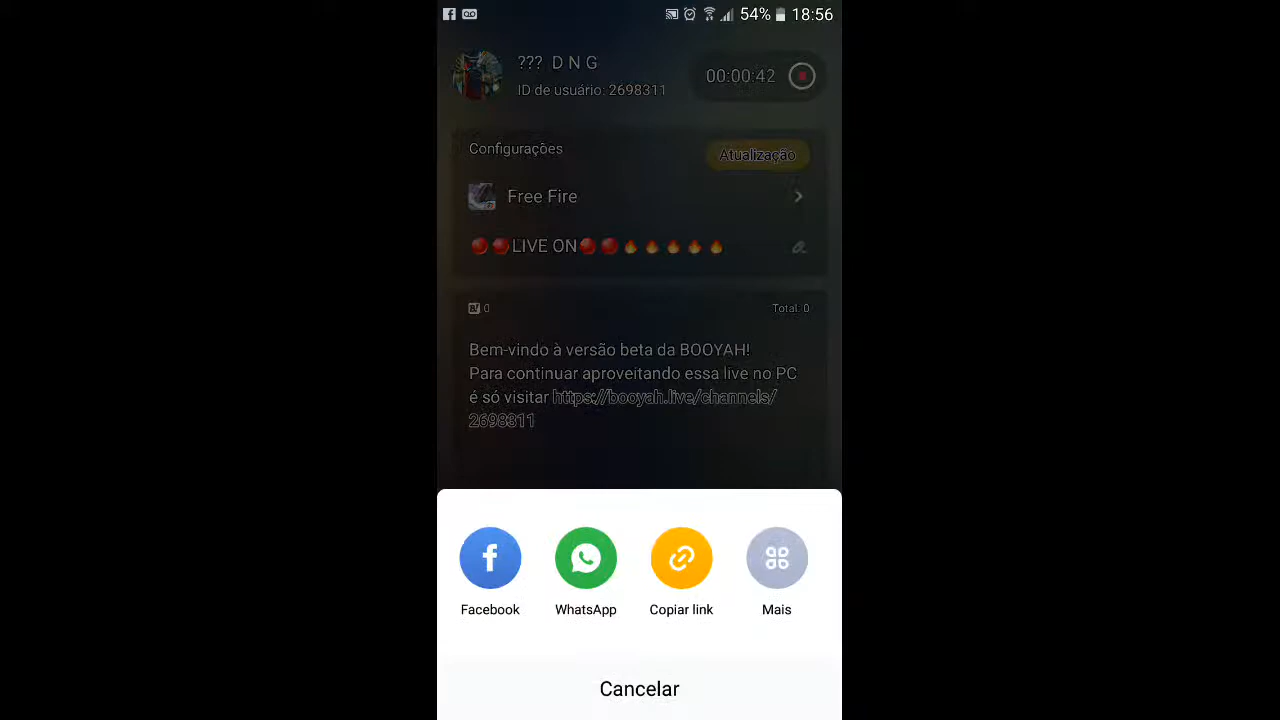 54% 18:56
??? D N G
ID de usuário: 2698311
00:00:42
Configurações
Atualização
Free Fire
🔴🔴LIVE ON🔴🔴🔥🔥🔥🔥🔥
0
Total: 0
Bem-vindo à versão beta da BOOYAH!
Para continuar aproveitando essa live no PC
é só visitar https://booyah.live/channels/
2698311
Facebook
WhatsApp
Copiar link
Mais
Cancelar